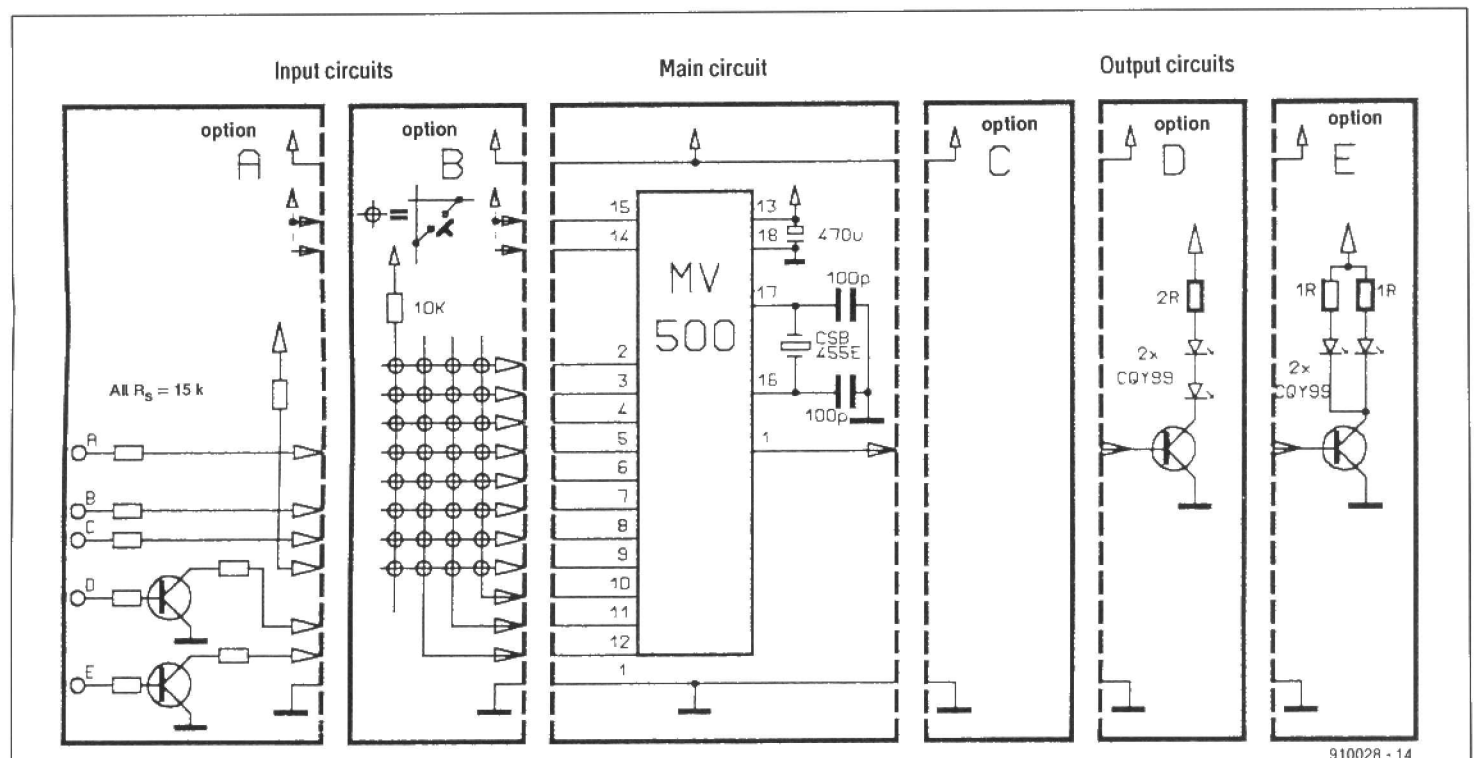 Input circuits
Main circuit
Output circuits
option
A
option
B
option
C
option
D
option
E
=
10K
All Rs = 15 k
A
B
C
D
E
MV
500
15
14
2
3
4
5
6
7
8
9
10
11
12
1
13
18
17
16
1
470u
100p
CSB
455E
100p
2R
2x
CQY99
1R
1R
2x
CQY99
910028 - 14